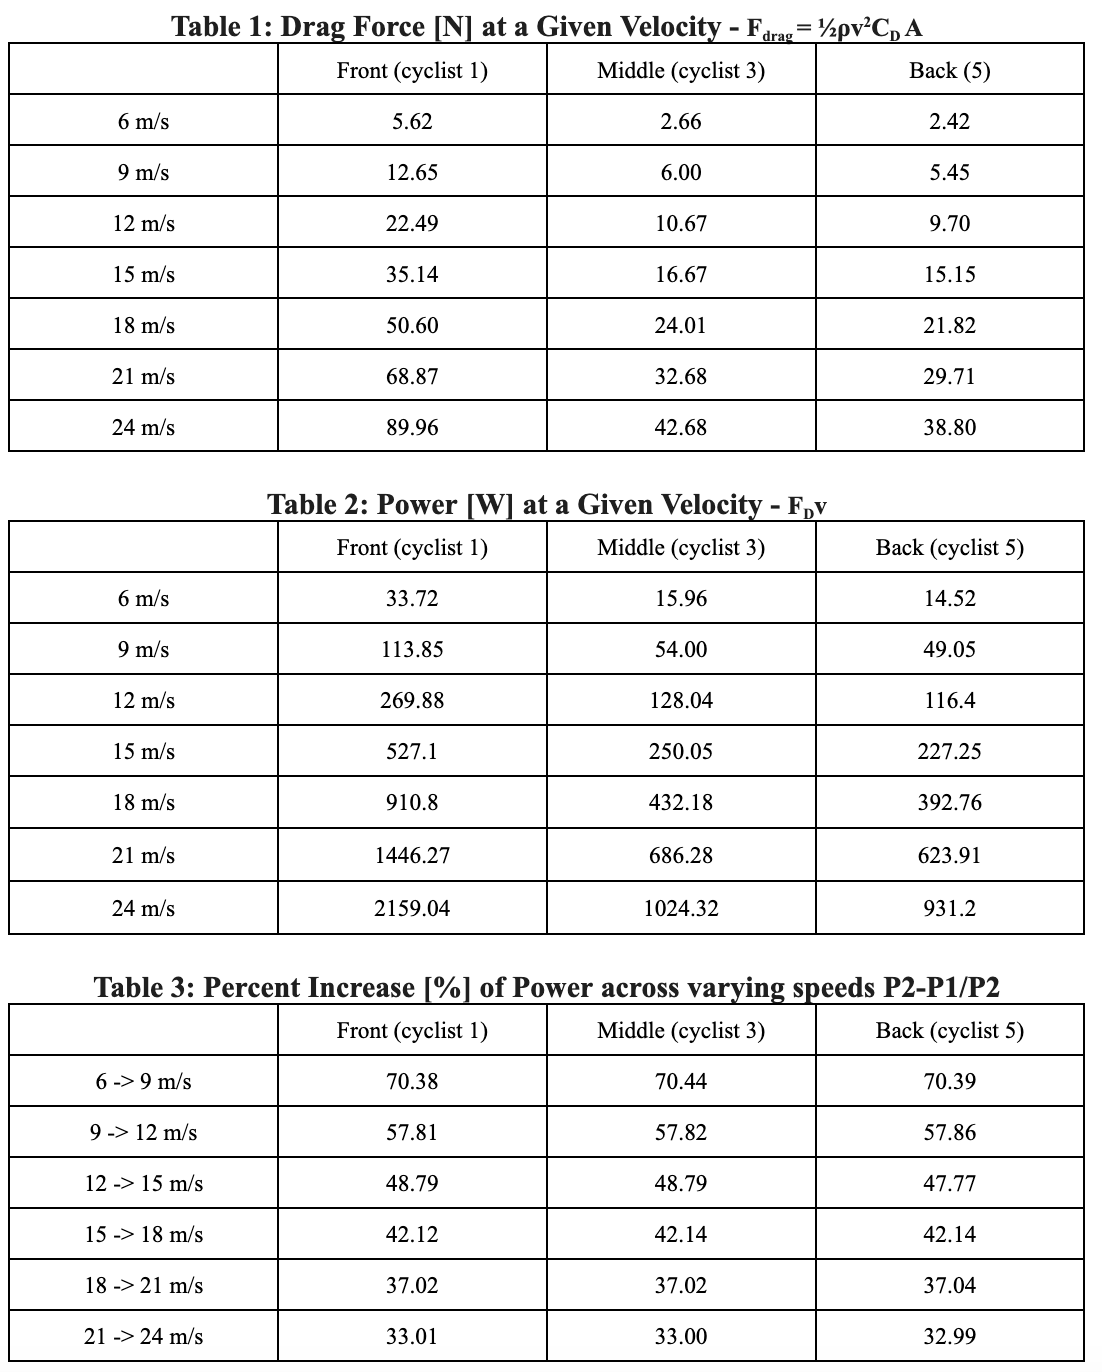 Table 1: Drag Force [N] at a Given Velocity - Fdrag = ½ρv²CD A
Front (cyclist 1) Middle (cyclist 3) Back (5)
6 m/s 5.62 2.66 2.42
9 m/s 12.65 6.00 5.45
12 m/s 22.49 10.67 9.70
15 m/s 35.14 16.67 15.15
18 m/s 50.60 24.01 21.82
21 m/s 68.87 32.68 29.71
24 m/s 89.96 42.68 38.80
Table 2: Power [W] at a Given Velocity - FDv
Front (cyclist 1) Middle (cyclist 3) Back (cyclist 5)
6 m/s 33.72 15.96 14.52
9 m/s 113.85 54.00 49.05
12 m/s 269.88 128.04 116.4
15 m/s 527.1 250.05 227.25
18 m/s 910.8 432.18 392.76
21 m/s 1446.27 686.28 623.91
24 m/s 2159.04 1024.32 931.2
Table 3: Percent Increase [%] of Power across varying speeds P2-P1/P2
Front (cyclist 1) Middle (cyclist 3) Back (cyclist 5)
6 -> 9 m/s 70.38 70.44 70.39
9 -> 12 m/s 57.81 57.82 57.86
12 -> 15 m/s 48.79 48.79 47.77
15 -> 18 m/s 42.12 42.14 42.14
18 -> 21 m/s 37.02 37.02 37.04
21 -> 24 m/s 33.01 33.00 32.99